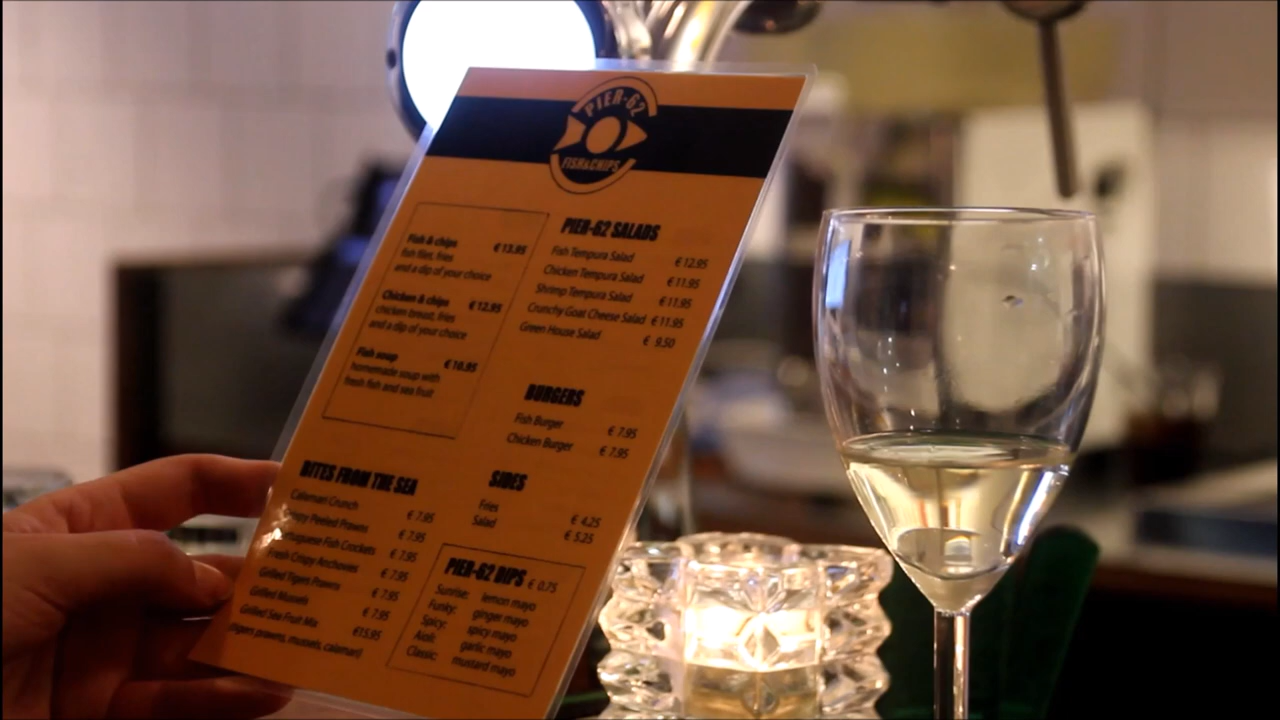 PIER-62
FISH&CHIPS
Fish & chips €13.95
fish filet, fries
and a dip of your choice
Chicken & chips €12.95
chicken breast, fries
and a dip of your choice
Fish soup €10.95
homemade soup with
fresh fish and sea fruit
PIER-62 SALADS
Fish Tempura Salad €12.95
Chicken Tempura Salad €11.95
Shrimp Tempura Salad €11.95
Crunchy Goat Cheese Salad €11.95
Green House Salad € 9.50
BURGERS
Fish Burger € 7.95
Chicken Burger € 7.95
BITES FROM THE SEA
Calamari Crunch € 7.95
Peeled Prawns € 7.95
Fish Crockets € 7.95
Fresh Crispy Anchovies € 7.95
Grilled Tigers Prawns € 7.95
Grilled Mussels € 7.95
Grilled Sea Fruit Mix €15.95
prawns, mussels, calamari)
SIDES
Fries € 4.25
Salad € 5.25
PIER-62 DIPS € 0.75
Sunrise: lemon mayo
Funky: ginger mayo
Spicy: spicy mayo
Aioli: garlic mayo
Classic: mustard mayo